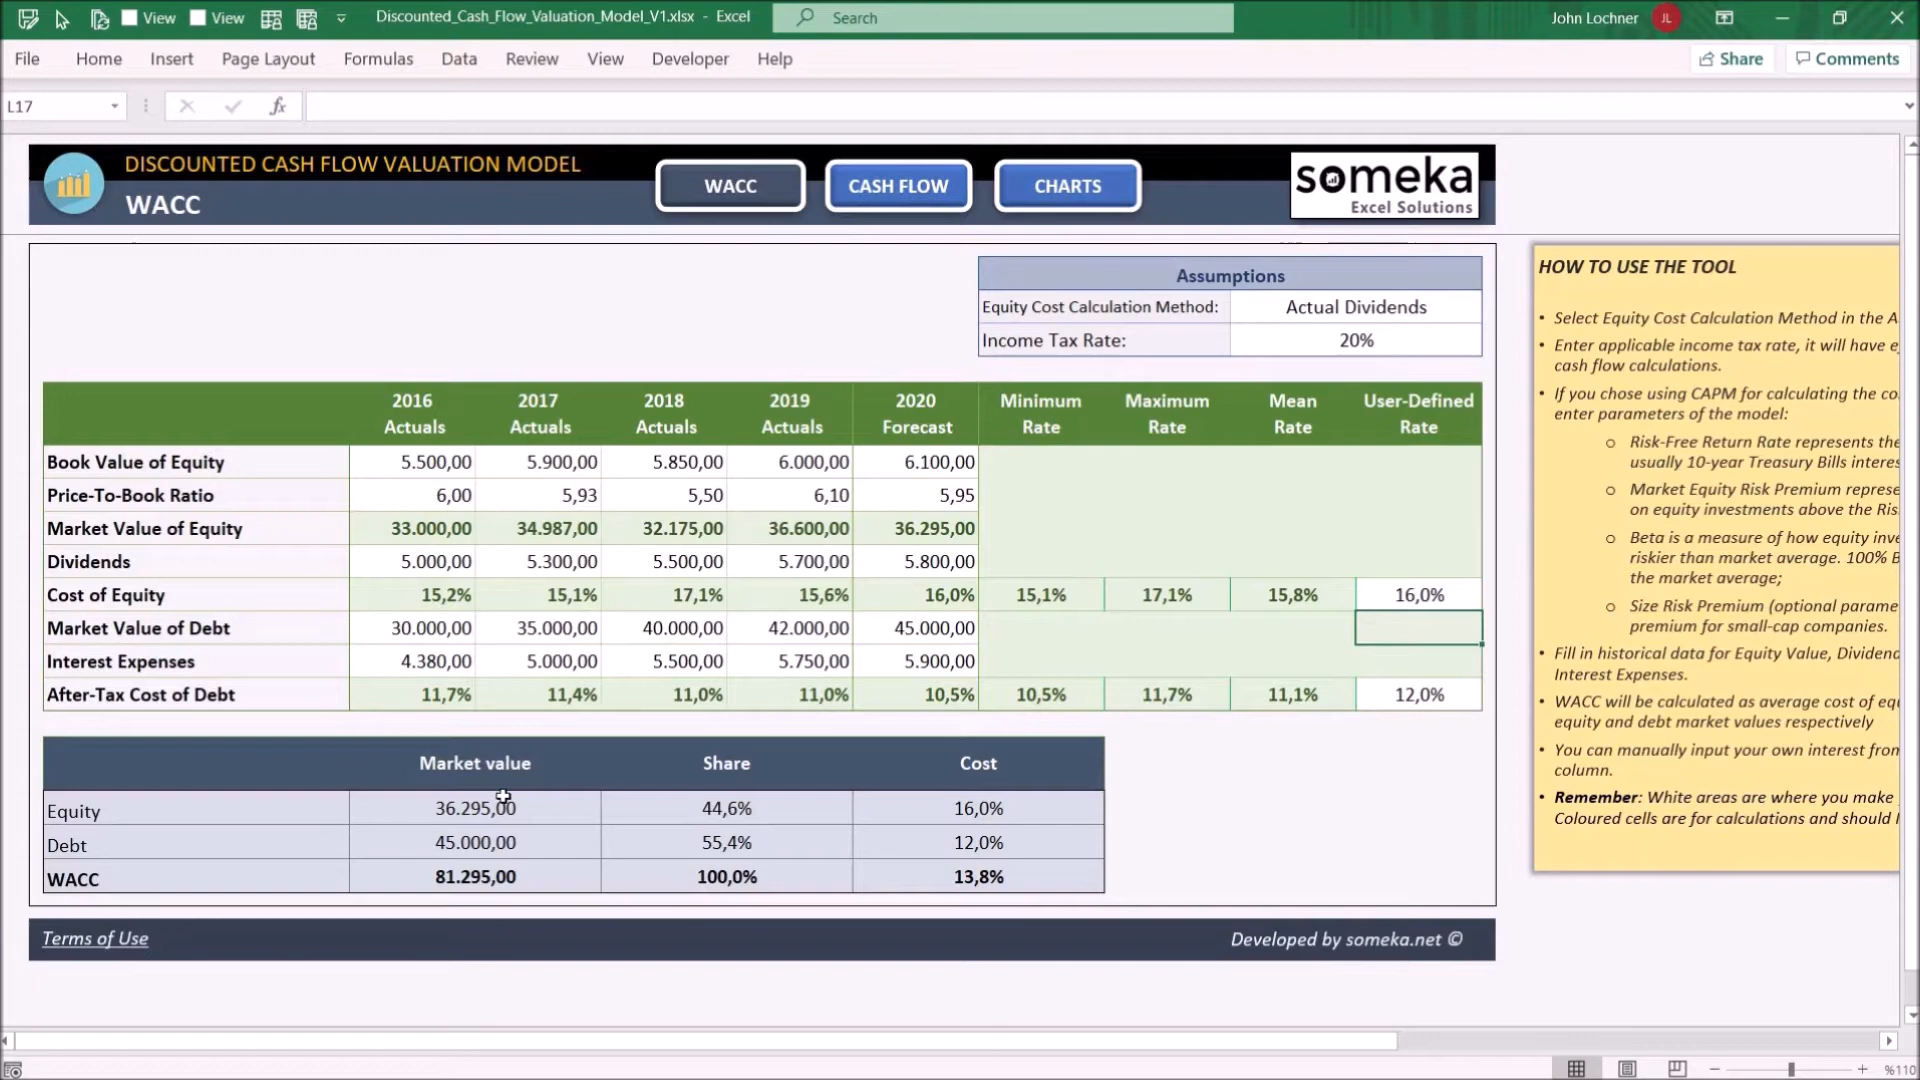 View View Discounted_Cash_Flow_Valuation_Model_V1.xlsx - Excel Search John Lochner JL
File Home Insert Page Layout Formulas Data Review View Developer Help Share Comments
L17 fx
DISCOUNTED CASH FLOW VALUATION MODEL
WACC
WACC CASH FLOW CHARTS
someka
Excel Solutions
Assumptions
Equity Cost Calculation Method: Actual Dividends
Income Tax Rate: 20%
2016 2017 2018 2019 2020 Minimum Maximum Mean User-Defined
Actuals Actuals Actuals Actuals Forecast Rate Rate Rate Rate
Book Value of Equity 5.500,00 5.900,00 5.850,00 6.000,00 6.100,00
Price-To-Book Ratio 6,00 5,93 5,50 6,10 5,95
Market Value of Equity 33.000,00 34.987,00 32.175,00 36.600,00 36.295,00
Dividends 5.000,00 5.300,00 5.500,00 5.700,00 5.800,00
Cost of Equity 15,2% 15,1% 17,1% 15,6% 16,0% 15,1% 17,1% 15,8% 16,0%
Market Value of Debt 30.000,00 35.000,00 40.000,00 42.000,00 45.000,00
Interest Expenses 4.380,00 5.000,00 5.500,00 5.750,00 5.900,00
After-Tax Cost of Debt 11,7% 11,4% 11,0% 11,0% 10,5% 10,5% 11,7% 11,1% 12,0%
Market value Share Cost
Equity 36.295,00 44,6% 16,0%
Debt 45.000,00 55,4% 12,0%
WACC 81.295,00 100,0% 13,8%
Terms of Use Developed by someka.net ©
HOW TO USE THE TOOL
• Select Equity Cost Calculation Method in the A
• Enter applicable income tax rate, it will have e
cash flow calculations.
• If you chose using CAPM for calculating the co
enter parameters of the model:
o Risk-Free Return Rate represents the
usually 10-year Treasury Bills interes
o Market Equity Risk Premium represe
on equity investments above the Ris
o Beta is a measure of how equity inve
riskier than market average. 100% B
the market average;
o Size Risk Premium (optional parame
premium for small-cap companies.
• Fill in historical data for Equity Value, Dividend
Interest Expenses.
• WACC will be calculated as average cost of equ
equity and debt market values respectively
• You can manually input your own interest from
column.
• Remember: White areas are where you make
Coloured cells are for calculations and should
%110